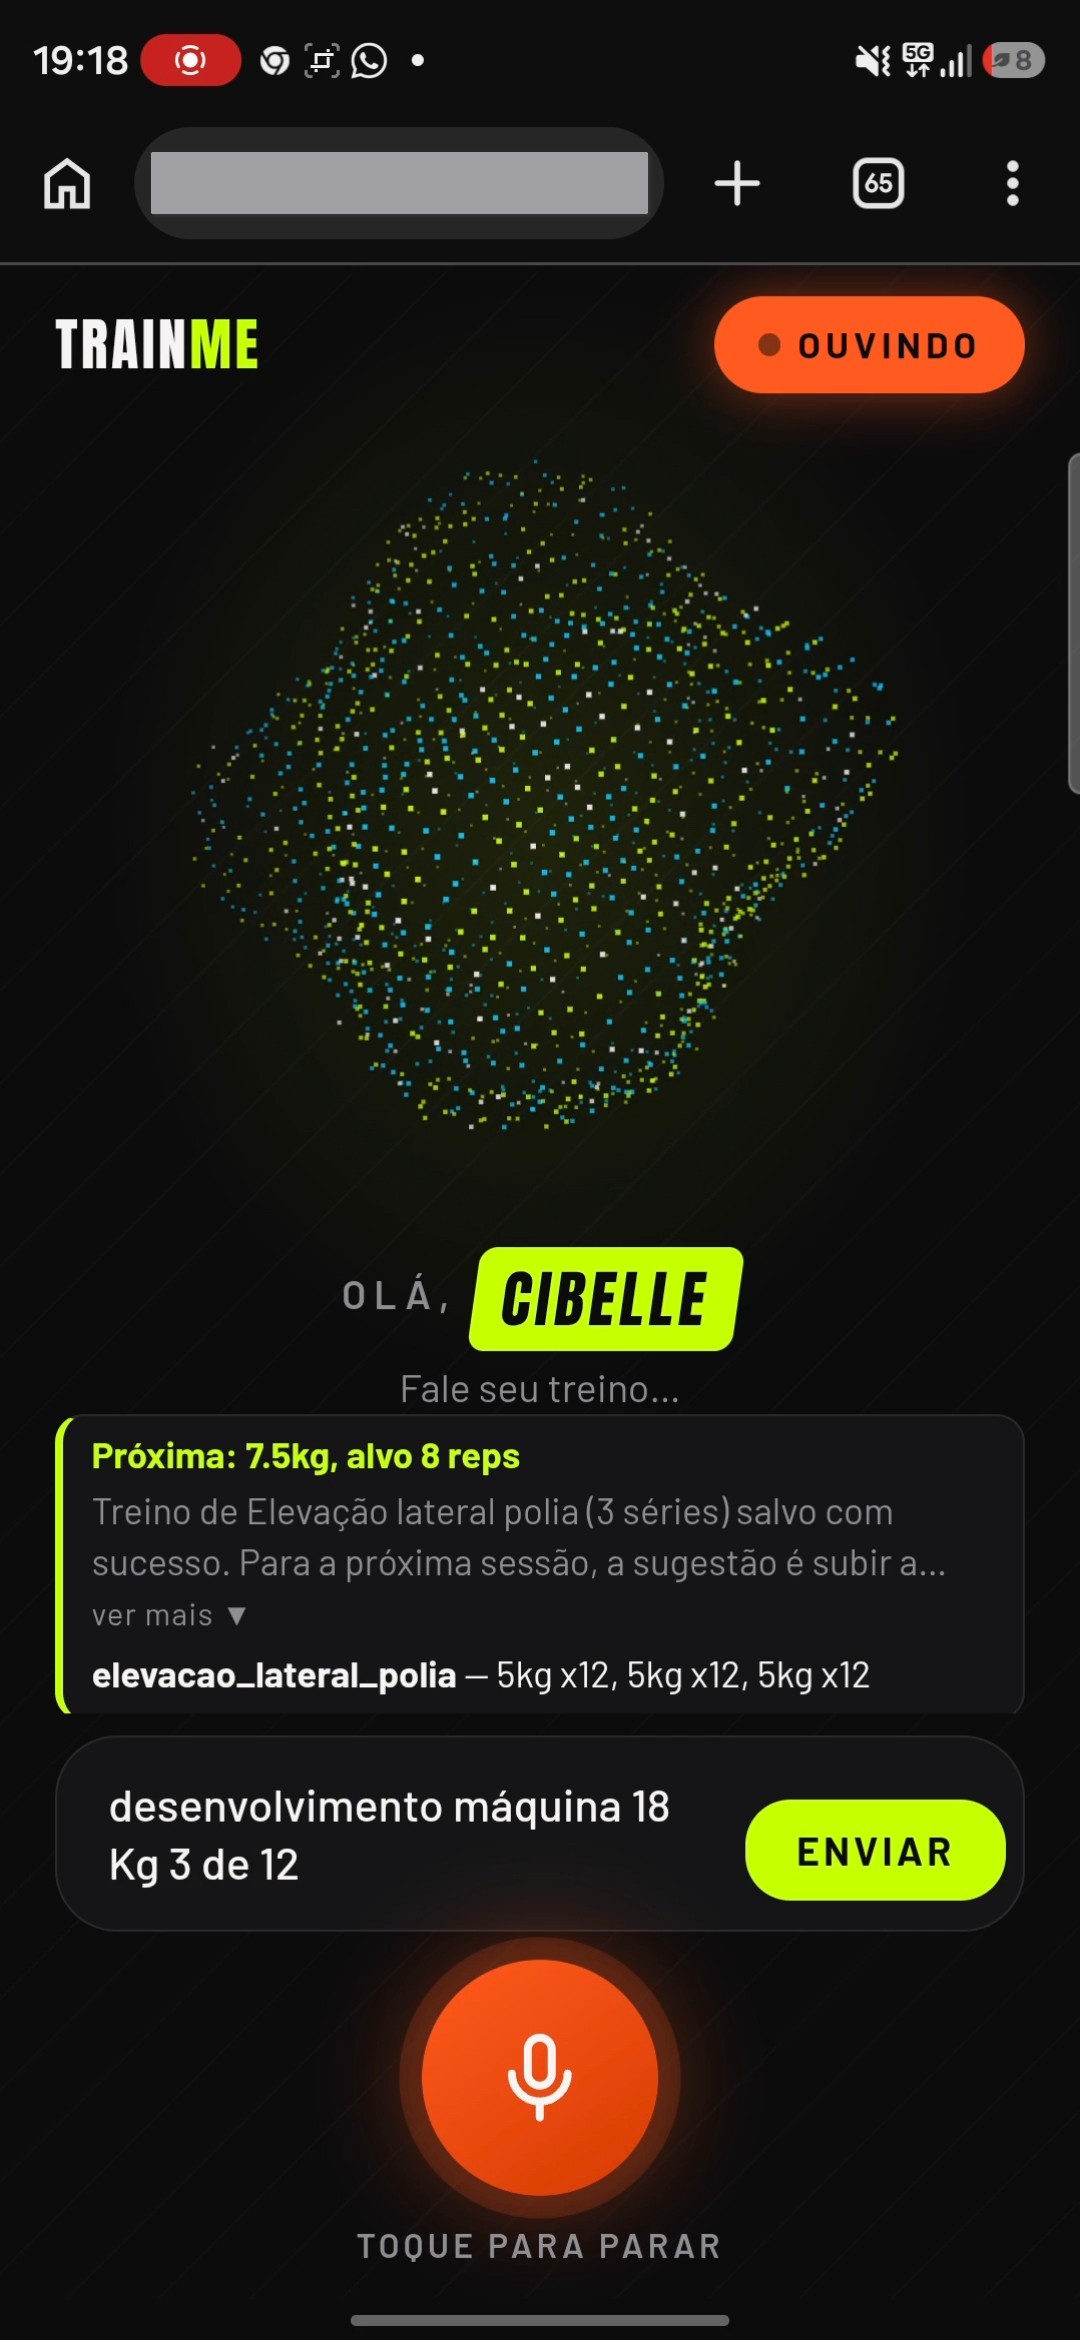 19:18
5G
8
65
TRAINME
OUVINDO
OLÁ, CIBELLE
Fale seu treino...
Próxima: 7.5kg, alvo 8 reps
Treino de Elevação lateral polia (3 séries) salvo com
sucesso. Para a próxima sessão, a sugestão é subir a...
ver mais ▼
elevacao_lateral_polia — 5kg x12, 5kg x12, 5kg x12
desenvolvimento máquina 18
Kg 3 de 12
ENVIAR
TOQUE PARA PARAR